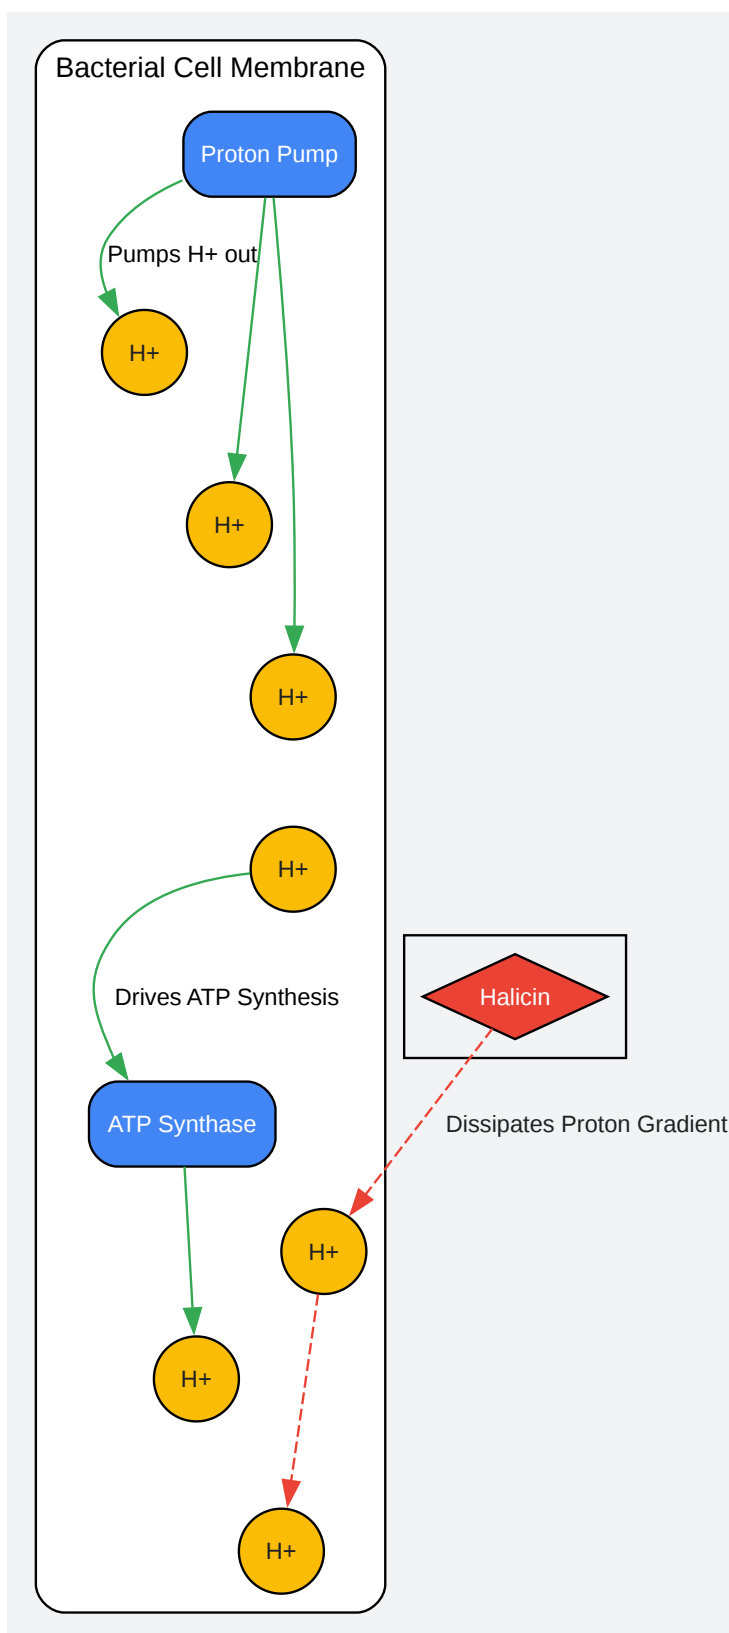 Bacterial Cell Membrane
Proton Pump
Pumps H+ out
H+
H+
H+
H+
Halicin
Drives ATP Synthesis
ATP Synthase
Dissipates Proton Gradient
H+
H+
H+